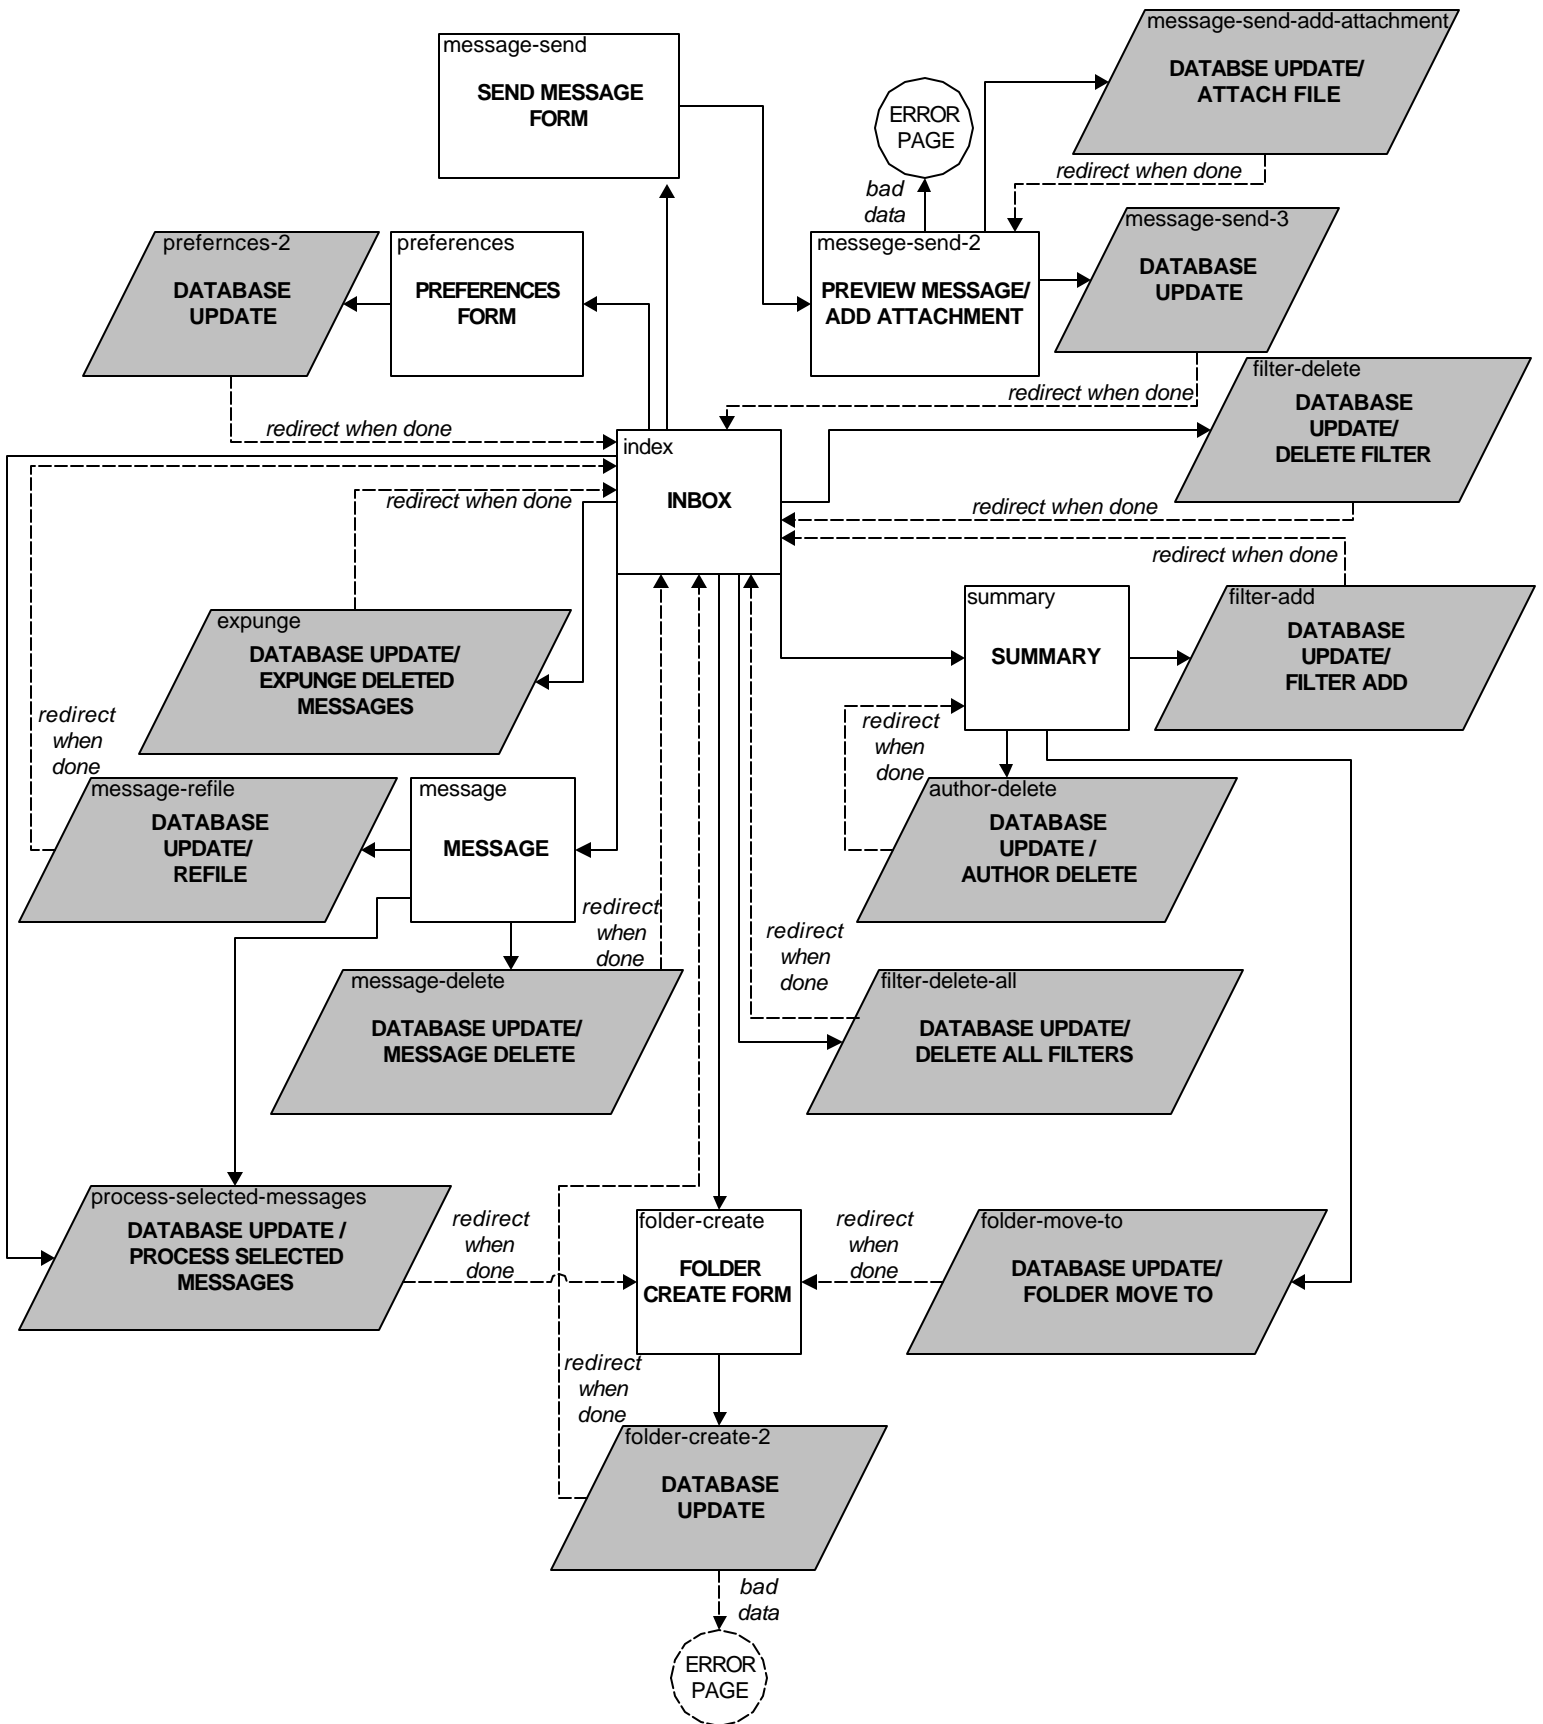 message-send-add-attachment
DATABSE UPDATE/
ATTACH FILE
message-send
SEND MESSAGE
FORM
ERROR
PAGE
redirect when done
bad
data
prefernces-2
DATABASE
UPDATE
preferences
PREFERENCES
FORM
messege-send-2
PREVIEW MESSAGE/
ADD ATTACHMENT
message-send-3
DATABASE
UPDATE
redirect when done
filter-delete
DATABASE
UPDATE/
DELETE FILTER
redirect when done
index
INBOX
redirect when done
redirect when done
redirect when done
expunge
DATABASE UPDATE/
EXPUNGE DELETED
MESSAGES
summary
SUMMARY
filter-add
DATABASE
UPDATE/
FILTER ADD
redirect
when
done
redirect
when
done
message-refile
DATABASE
UPDATE/
REFILE
message
MESSAGE
author-delete
DATABASE
UPDATE /
AUTHOR DELETE
redirect
when
done
redirect
when
done
message-delete
DATABASE UPDATE/
MESSAGE DELETE
filter-delete-all
DATABASE UPDATE/
DELETE ALL FILTERS
process-selected-messages
DATABASE UPDATE /
PROCESS SELECTED
MESSAGES
redirect
when
done
folder-create
FOLDER
CREATE FORM
redirect
when
done
folder-move-to
DATABASE UPDATE/
FOLDER MOVE TO
redirect
when
done
folder-create-2
DATABASE
UPDATE
bad
data
ERROR
PAGE